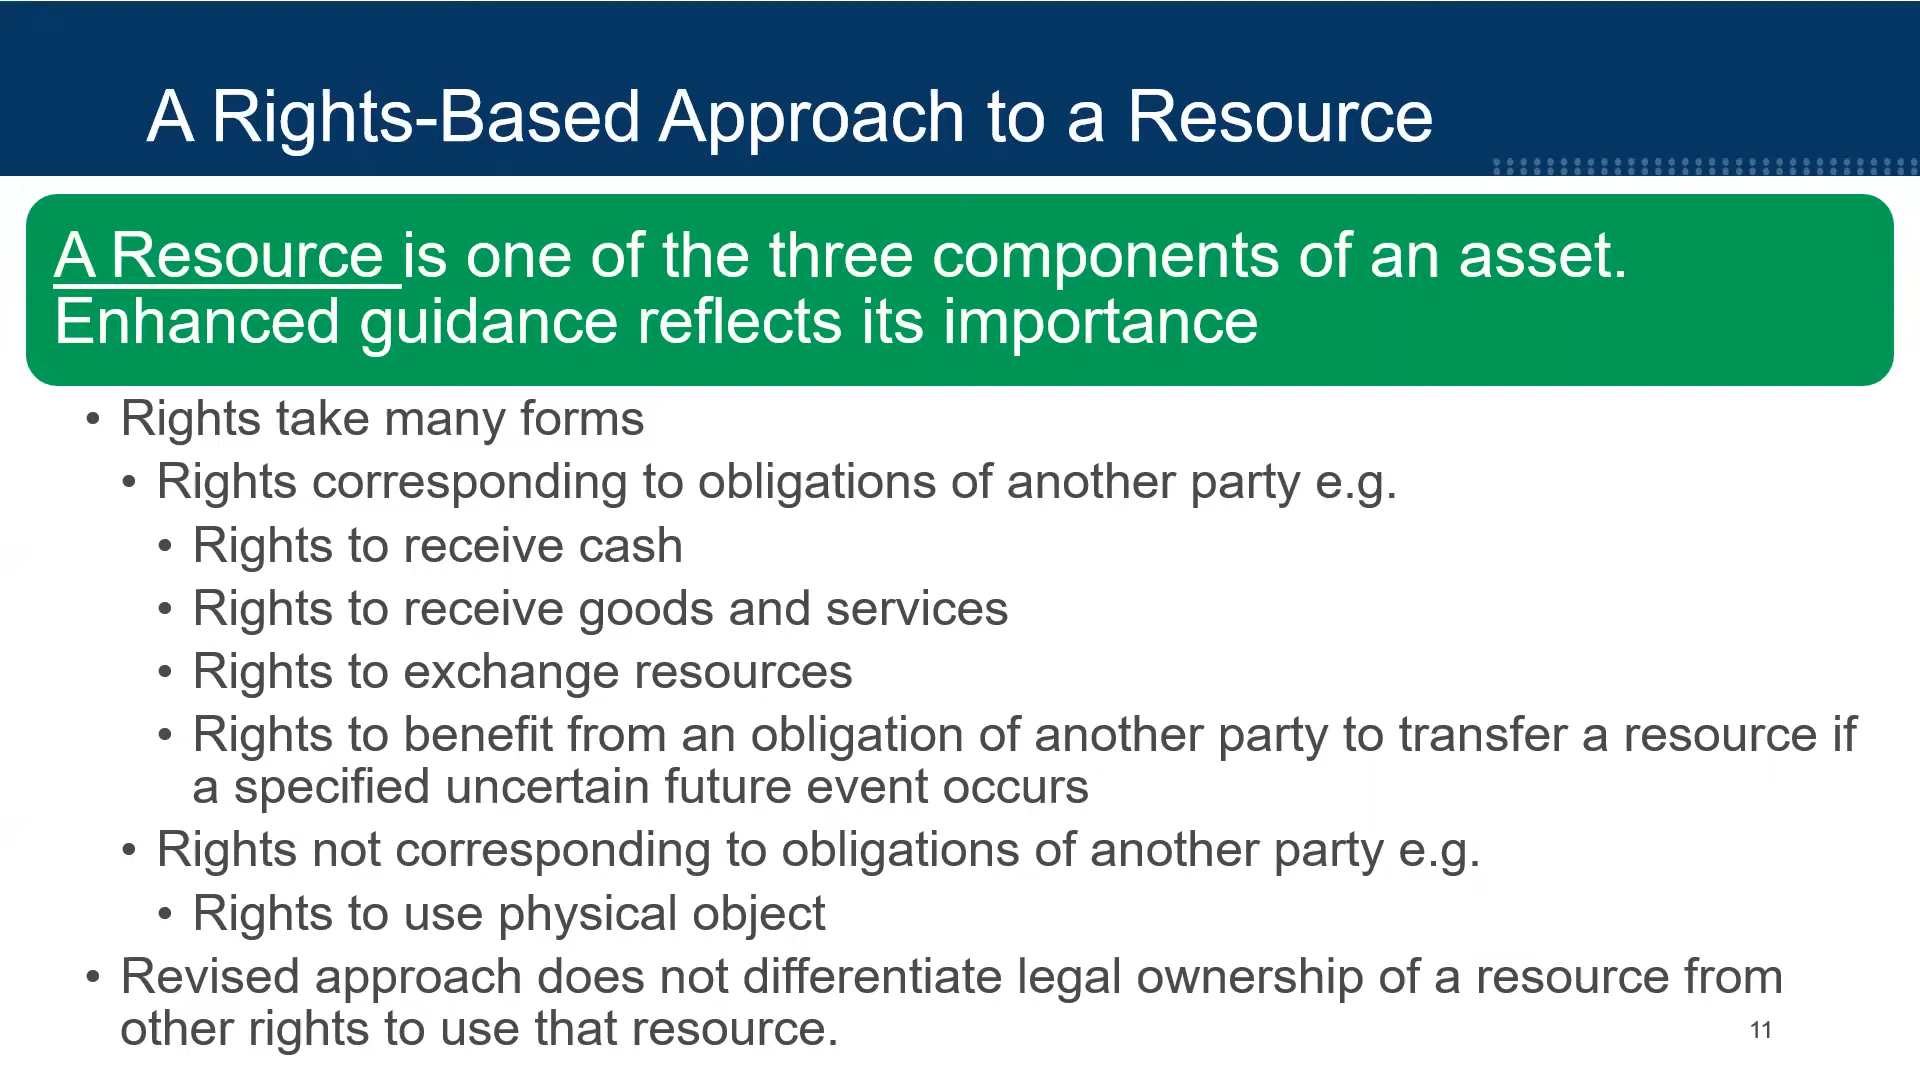 A Rights-Based Approach to a Resource
A Resource is one of the three components of an asset.
Enhanced guidance reflects its importance
• Rights take many forms
• Rights corresponding to obligations of another party e.g.
• Rights to receive cash
• Rights to receive goods and services
• Rights to exchange resources
• Rights to benefit from an obligation of another party to transfer a resource if
a specified uncertain future event occurs
• Rights not corresponding to obligations of another party e.g.
• Rights to use physical object
• Revised approach does not differentiate legal ownership of a resource from
other rights to use that resource.
11